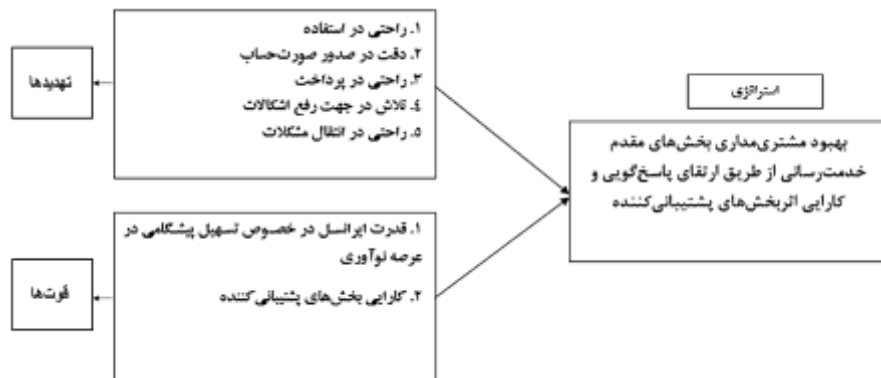 ۱. راحتی در استفاده
۲. دقت در صدور صورت‌حساب
۳. راحتی در پرداخت
۴. تلاش در جهت رفع اشکالات
۵. راحتی در انتقال مشکلات
تهدیدها
استراتژی
بهبود مشتری‌مداری بخش‌های مقدم
خدمت‌رسانی از طریق ارتقای پاسخ‌گویی و
کارایی اثربخش‌های پشتیبانی‌کننده
۱. قدرت ایرانسل در خصوص تسهیل پیشگامی در
عرصه نوآوری
۲. کارایی بخش‌های پشتیبانی‌کننده
قوت‌ها